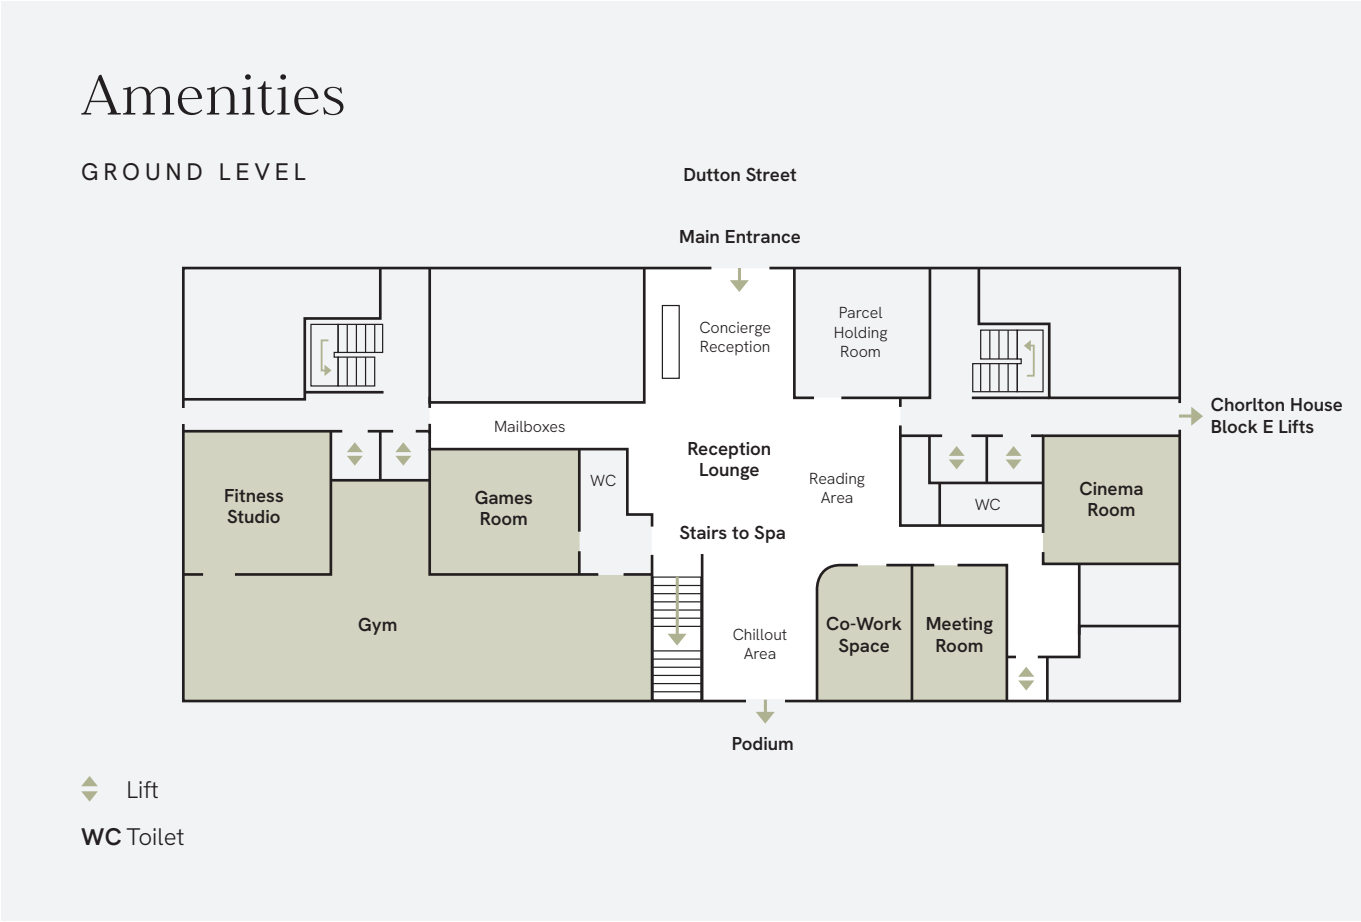 Amenities
GROUND LEVEL
Dutton Street
Main Entrance
Concierge
Reception
Parcel
Holding
Room
Chorlton House
Block E Lifts
Mailboxes
Reception
Lounge
Reading
Area
WC
WC
Fitness
Studio
Games
Room
Cinema
Room
Stairs to Spa
Gym
Chillout
Area
Co-Work
Space
Meeting
Room
Podium
Lift
WC Toilet